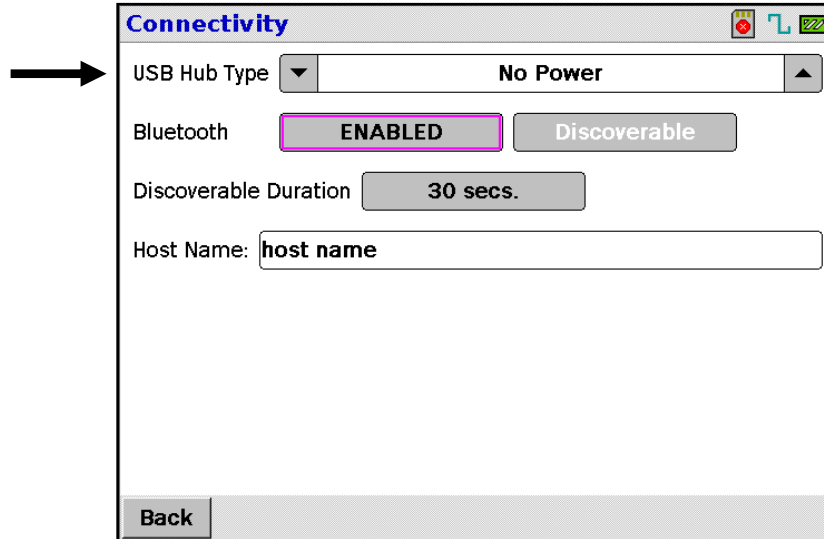 Connectivity
USB Hub Type No Power
Bluetooth ENABLED Discoverable
Discoverable Duration 30 secs.
Host Name: host name
Back